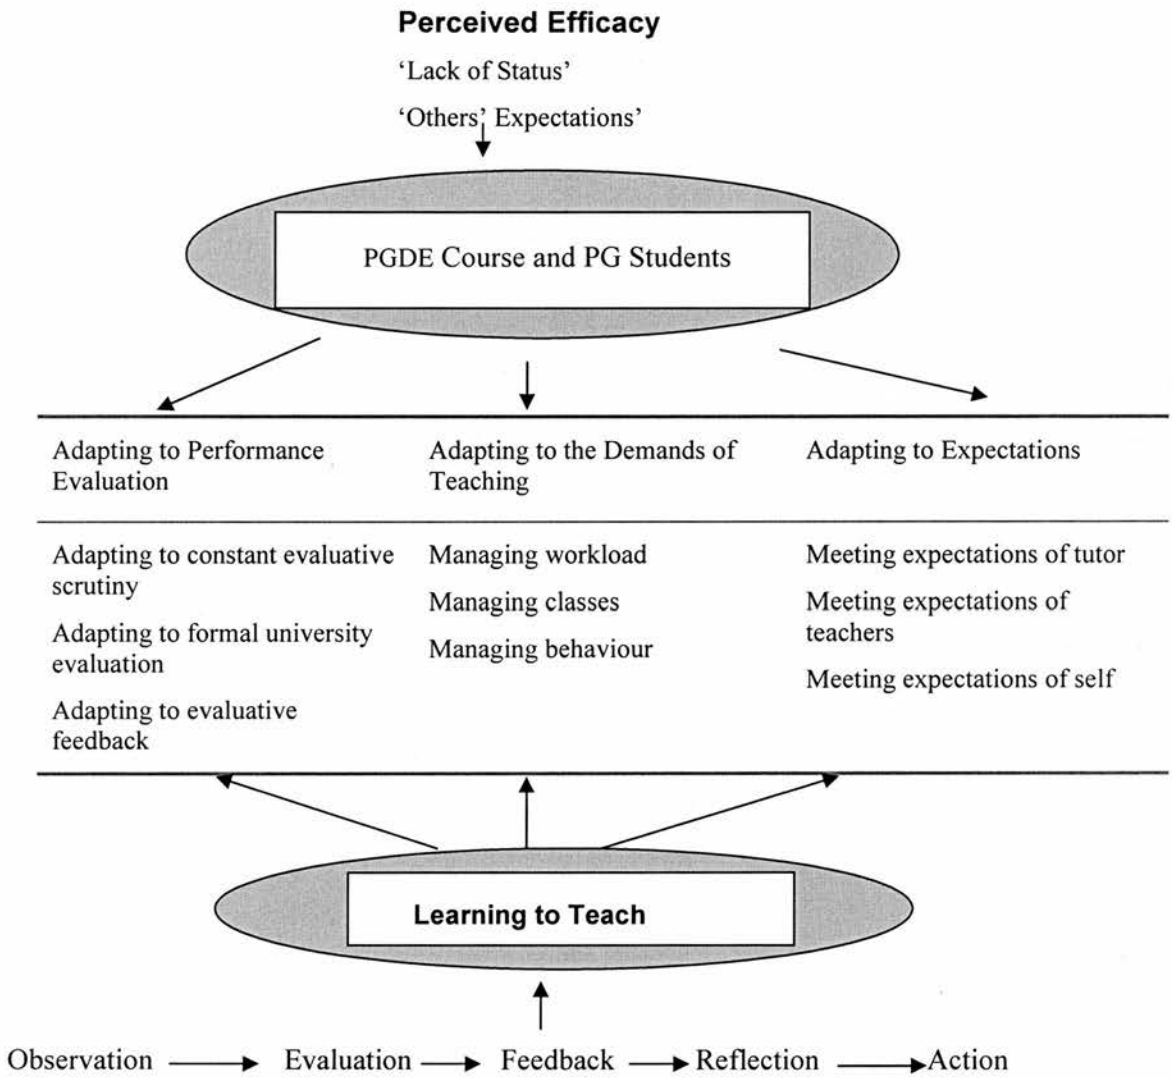 Perceived Efficacy
‘Lack of Status’
‘Others’ Expectations’
PGDE Course and PG Students
Adapting to Performance
Evaluation
Adapting to the Demands of
Teaching
Adapting to Expectations
Adapting to constant evaluative
scrutiny
Adapting to formal university
evaluation
Adapting to evaluative
feedback
Managing workload
Managing classes
Managing behaviour
Meeting expectations of tutor
Meeting expectations of
teachers
Meeting expectations of self
Learning to Teach
Observation Evaluation Feedback Reflection Action